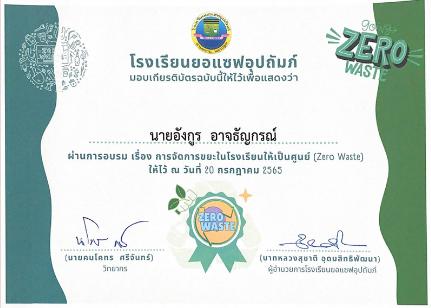 going
ZERO
WASTE
โรงเรียนยอแซฟอุปถัมภ์
มอบเกียรติบัตรฉบับนี้ให้ไว้เพื่อแสดงว่า
นายอังกูร อาจธัญกรณ์
ผ่านการอบรม เรื่อง การจัดการขยะในโรงเรียนให้เป็นศูนย์ (Zero Waste)
ให้ไว้ ณ วันที่ 20 กรกฎาคม 2565
ZERO
WASTE
(นายคมโคทร ศรีจันทร์)
วิทยากร
(บาทหลวงสุชาติ อุดมสิทธิพัฒนา)
ผู้อำนวยการโรงเรียนยอแซฟอุปถัมภ์